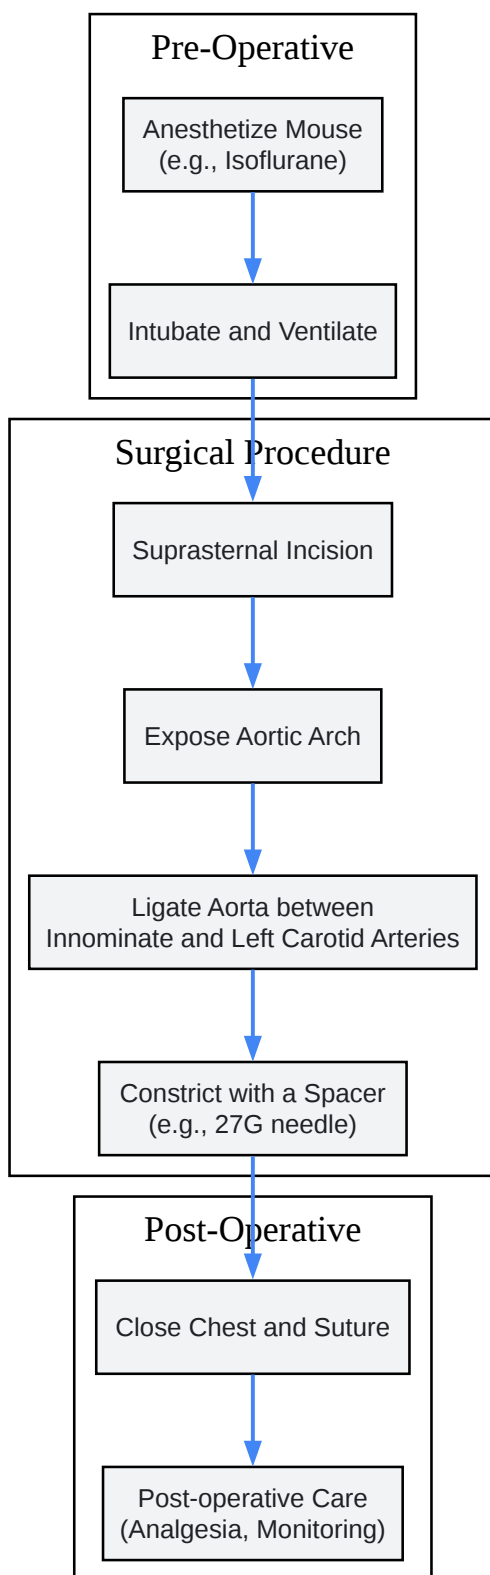 Pre-Operative
Anesthetize Mouse
(e.g., Isoflurane)
Intubate and Ventilate
Surgical Procedure
Suprasternal Incision
Expose Aortic Arch
Ligate Aorta between
Innominate and Left Carotid Arteries
Constrict with a Spacer
(e.g., 27G needle)
Post-Operative
Close Chest and Suture
Post-operative Care
(Analgesia, Monitoring)